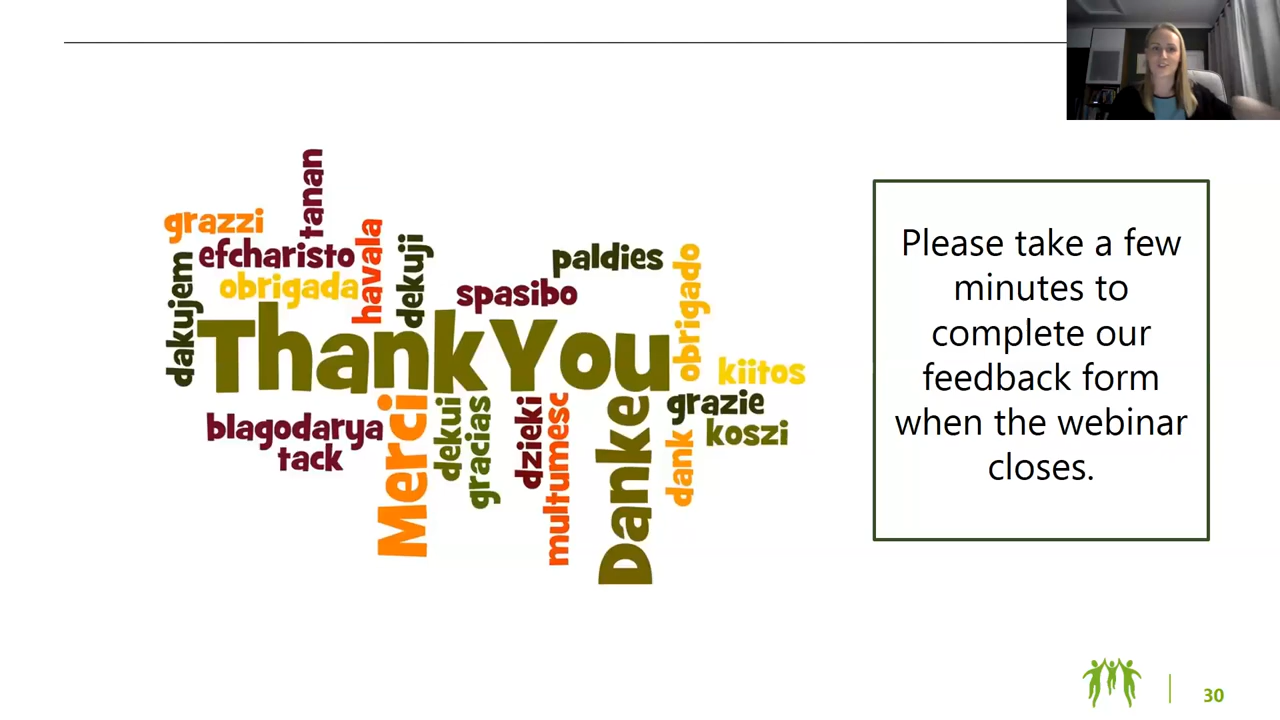 tanan
grazzi
efcharisto
havala
dekuji
paldies
obrigado
dakujem
obrigada
spasibo
ThankYou
kiitos
blagodarya
tack
Merci
dekui
gracias
dzieki
multumesc
Danke
grazie
dank
koszi
Please take a few
minutes to
complete our
feedback form
when the webinar
closes.
30